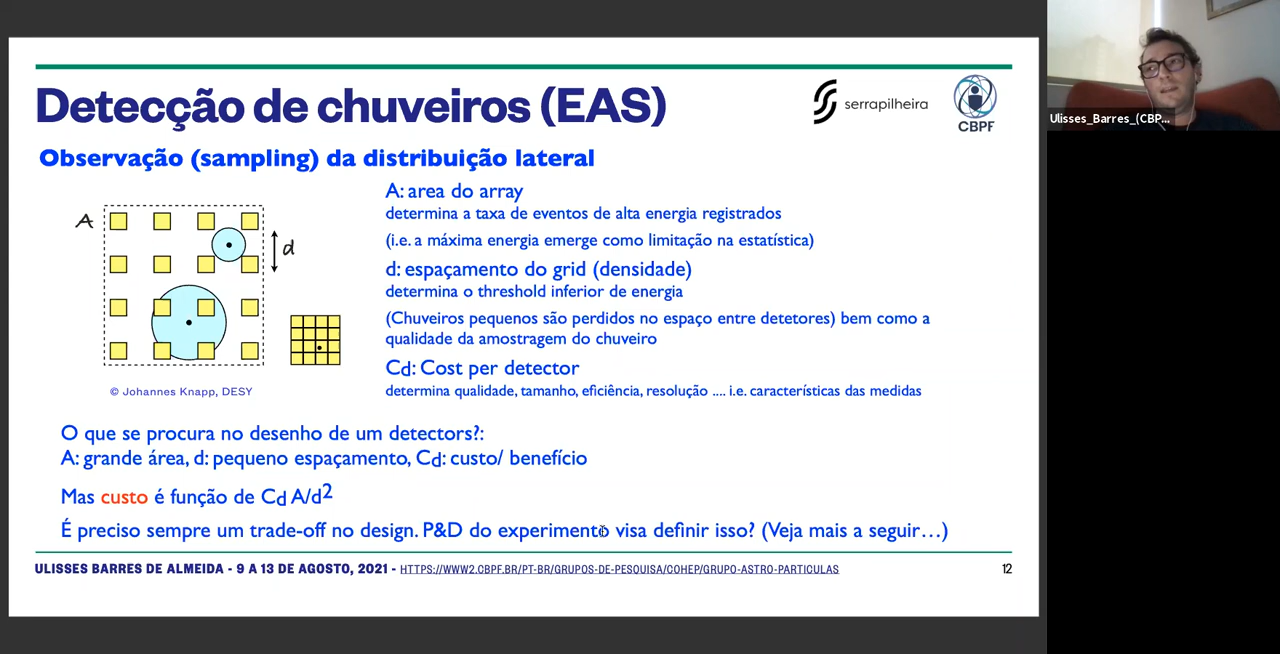 Detecção de chuveiros (EAS)
serrapilheira
CBPF
Observação (sampling) da distribuição lateral
A
d
© Johannes Knapp, DESY
A: area do array
determina a taxa de eventos de alta energia registrados
(i.e. a máxima energia emerge como limitação na estatística)
d: espaçamento do grid (densidade)
determina o threshold inferior de energia
(Chuveiros pequenos são perdidos no espaço entre detetores) bem como a
qualidade da amostragem do chuveiro
Cd: Cost per detector
determina qualidade, tamanho, eficiência, resolução .... i.e. características das medidas
O que se procura no desenho de um detectors?:
A: grande área, d: pequeno espaçamento, Cd: custo/ benefício
Mas custo é função de Cd A/d2
É preciso sempre um trade-off no design. P&D do experimento visa definir isso? (Veja mais a seguir…)
ULISSES BARRES DE ALMEIDA - 9 A 13 DE AGOSTO, 2021 - HTTPS://WWW2.CBPF.BR/PT-BR/GRUPOS-DE-PESQUISA/COHEP/GRUPO-ASTRO-PARTICULAS
12
Ulisses_Barres_(CBP...